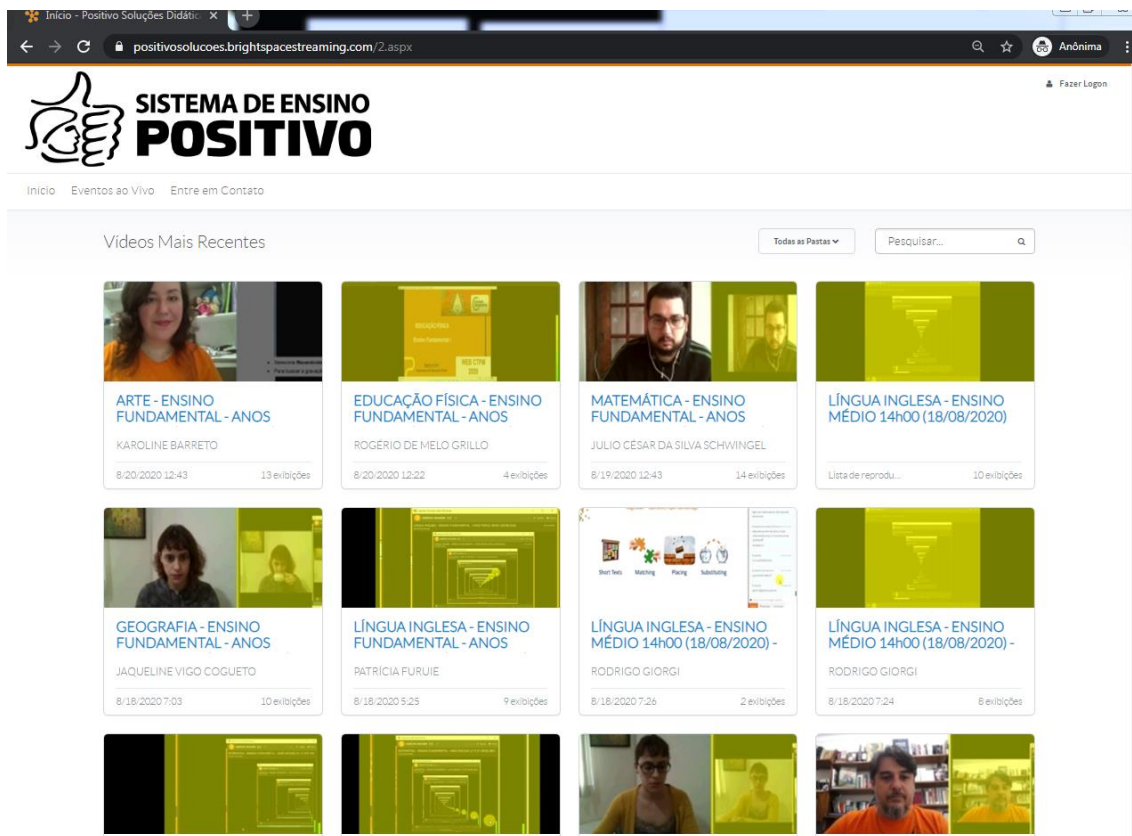 Início - Positivo Soluções Didátic
positivosolucoes.brightspacestreaming.com/2.aspx
Anônima
Fazer Logon
SISTEMA DE ENSINO
POSITIVO
Início Eventos ao Vivo Entre em Contato
Vídeos Mais Recentes
Todas as Pastas
Pesquisar...
ARTE - ENSINO
FUNDAMENTAL - ANOS
KAROLINE BARRETO
8/20/2020 12:43 13 exibições
EDUCAÇÃO FÍSICA - ENSINO
FUNDAMENTAL - ANOS
ROGÉRIO DE MELO GRILLO
8/20/2020 12:22 4 exibições
MATEMÁTICA - ENSINO
FUNDAMENTAL - ANOS
JULIO CÉSAR DA SILVA SCHWINGEL
8/19/2020 12:43 14 exibições
LÍNGUA INGLESA - ENSINO
MÉDIO 14h00 (18/08/2020)
Lista de reprodu... 10 exibições
GEOGRAFIA - ENSINO
FUNDAMENTAL - ANOS
JAQUELINE VIGO COGUETO
8/18/2020 7:03 10 exibições
LÍNGUA INGLESA - ENSINO
FUNDAMENTAL - ANOS
PATRÍCIA FURUIE
8/18/2020 5:25 9 exibições
Short Texts Matching Placing Substituting
LÍNGUA INGLESA - ENSINO
MÉDIO 14h00 (18/08/2020) -
RODRIGO GIORGI
8/18/2020 7:26 2 exibições
LÍNGUA INGLESA - ENSINO
MÉDIO 14h00 (18/08/2020) -
RODRIGO GIORGI
8/18/2020 7:24 8 exibições